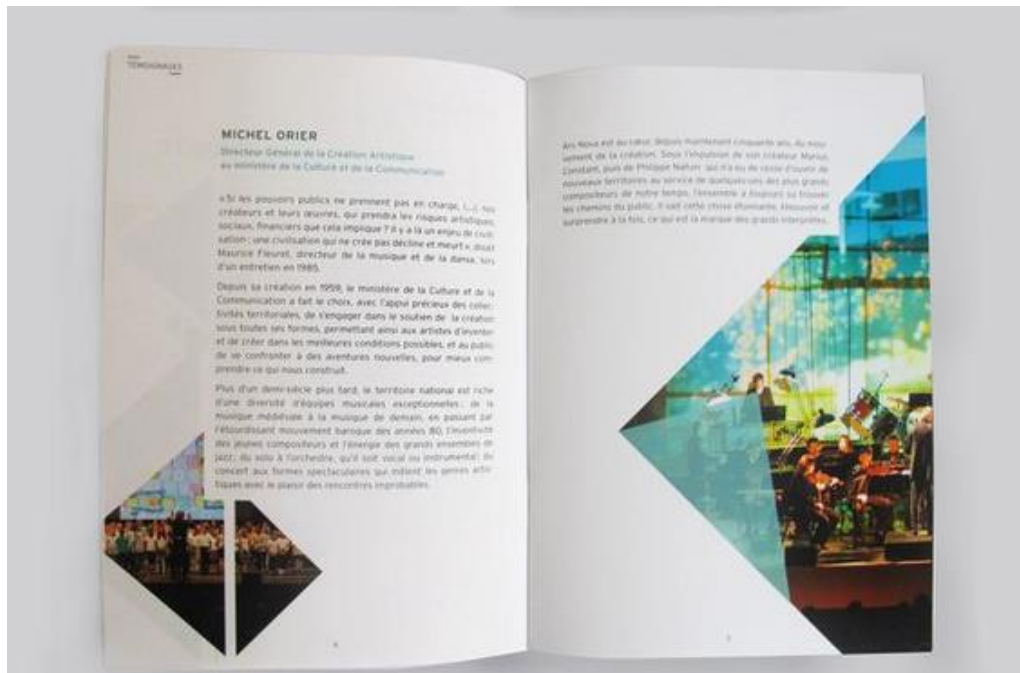 TÉMOIGNAGES
MICHEL ORIER
Directeur Général de la Création Artistique
au ministère de la Culture et de la Communication
« Si les pouvoirs publics ne prennent pas en charge, (...), nos
créateurs et leurs œuvres, qui prendra les risques artistiques,
sociaux, financiers que cela implique ? Il y a là un enjeu de civili-
sation : une civilisation qui ne crée pas décline et meurt », disait
Maurice Fleuret, directeur de la musique et de la danse, lors
d'un entretien en 1985.
Depuis sa création en 1959, le ministère de la Culture et de la
Communication a fait le choix, avec l'appui précieux des collec-
tivités territoriales, de s'engager dans le soutien de la création
sous toutes ses formes, permettant ainsi aux artistes d'inventer
et de créer dans les meilleures conditions possibles, et au public
de se confronter à des aventures nouvelles, pour mieux com-
prendre ce qui nous construit.
Plus d'un demi-siècle plus tard, le territoire national est riche
d'une diversité d'équipes musicales exceptionnelles : de la
musique médiévale à la musique de demain, en passant par
l'étourdissant mouvement baroque des années 80, l'inventivité
des jeunes compositeurs et l'énergie des grands ensembles de
jazz; du solo à l'orchestre, qu'il soit vocal ou instrumental; du
concert aux formes spectaculaires qui mêlent les genres artis-
tiques avec le plaisir des rencontres improbables.
4
Ars Nova est au cœur, depuis maintenant cinquante ans, du mou-
vement de la création. Sous l'impulsion de son créateur Marius
Constant, puis de Philippe Nahon qui n'a eu de cesse d'ouvrir de
nouveaux territoires au service de quelques-uns des plus grands
compositeurs de notre temps, l'ensemble a toujours su trouver
les chemins du public. Il sait cette chose étonnante, émouvoir et
surprendre à la fois, ce qui est la marque des grands interprètes.
5